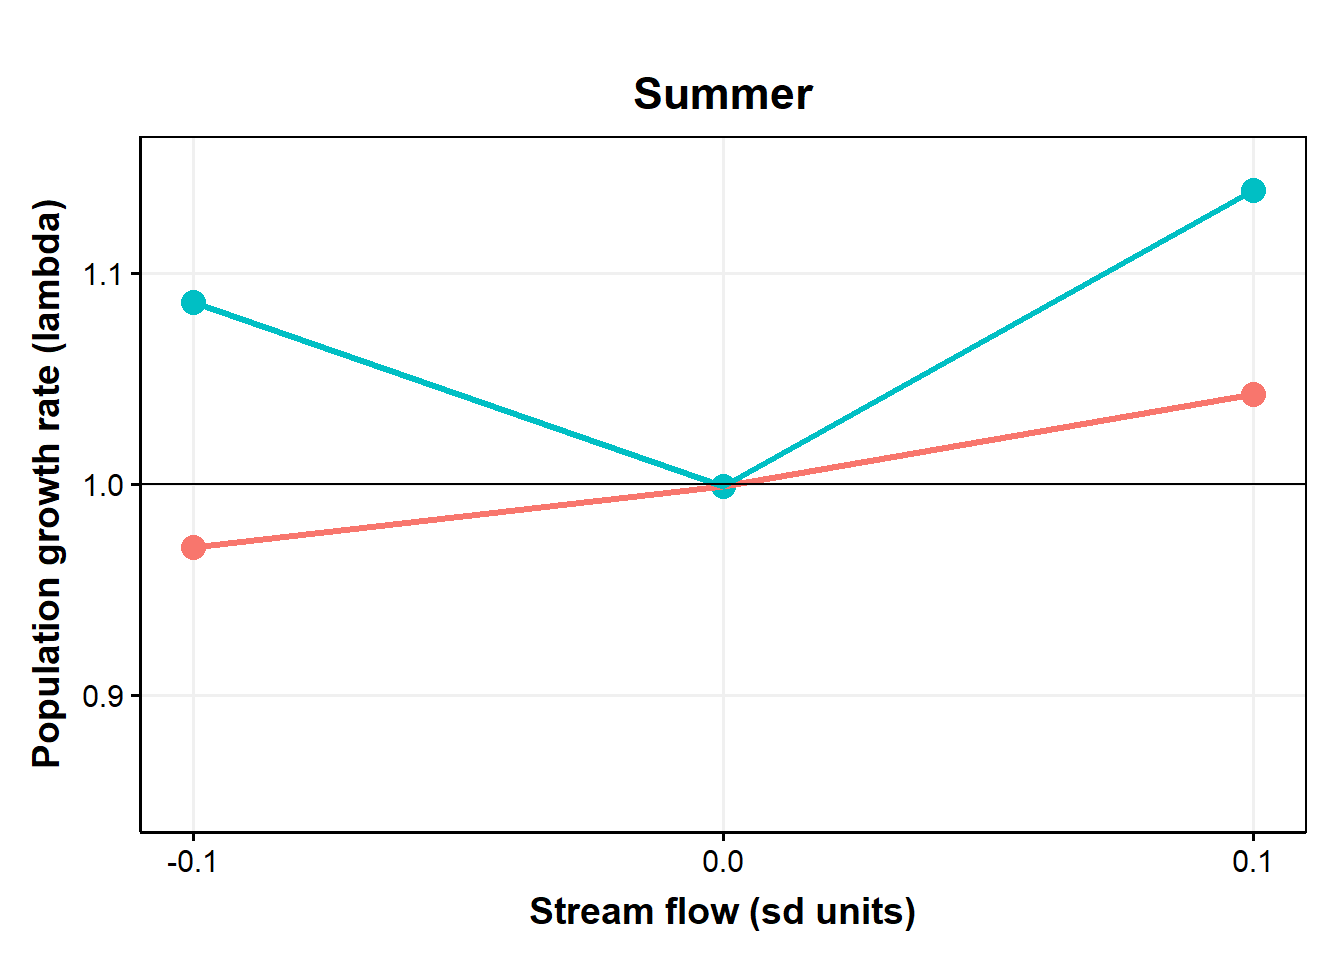 Summer
Population growth rate (lambda)
1.1
1.0
0.9
-0.1 0.0 0.1
Stream flow (sd units)